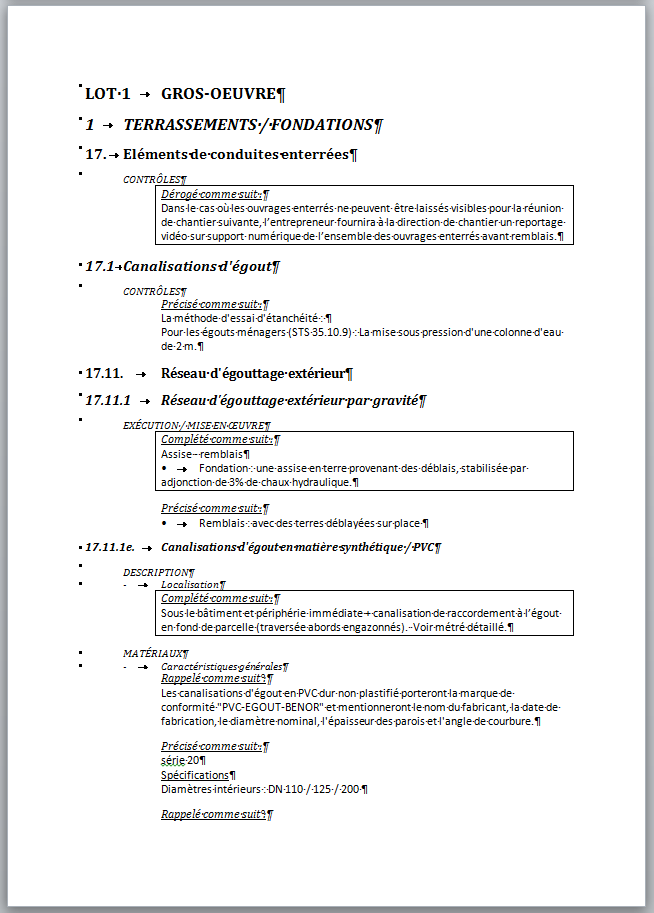 LOT 1 → GROS-OEUVRE¶
1 → TERRASSEMENTS / FONDATIONS¶
17. → Eléments de conduites enterrées¶
CONTRÔLES¶
Dérogé comme suit :¶
Dans le cas où les ouvrages enterrés ne peuvent être laissés visibles pour la réunion
de chantier suivante, l'entrepreneur fournira à la direction de chantier un reportage
vidéo sur support numérique de l'ensemble des ouvrages enterrés avant remblais.¶
17.1 → Canalisations d'égout¶
CONTRÔLES¶
Précisé comme suit :¶
La méthode d'essai d'étanchéité : ¶
Pour les égouts ménagers (STS 35.10.9) : La mise sous pression d'une colonne d'eau
de 2 m.¶
17.11. → Réseau d'égouttage extérieur¶
17.11.1 → Réseau d'égouttage extérieur par gravité¶
EXÉCUTION / MISE EN ŒUVRE¶
Complété comme suit :¶
Assise – remblais¶
• → Fondation : une assise en terre provenant des déblais, stabilisée par
adjonction de 3% de chaux hydraulique.¶
Précisé comme suit :¶
• → Remblais : avec des terres déblayées sur place ¶
17.11.1e. → Canalisations d'égout en matière synthétique / PVC¶
DESCRIPTION¶
- → Localisation¶
Complété comme suit :¶
Sous le bâtiment et périphérie immédiate + canalisation de raccordement à l'égout
en fond de parcelle (traversée abords engazonnés). - Voir métré détaillé.¶
MATÉRIAUX¶
- → Caractéristiques générales¶
Rappelé comme suit :¶
Les canalisations d'égout en PVC dur non plastifié porteront la marque de
conformité "PVC-EGOUT-BENOR" et mentionneront le nom du fabricant, la date de
fabrication, le diamètre nominal, l'épaisseur des parois et l'angle de courbure.¶
Précisé comme suit :¶
série 20¶
Spécifications¶
Diamètres intérieurs : DN 110 / 125 / 200 ¶
Rappelé comme suit :¶